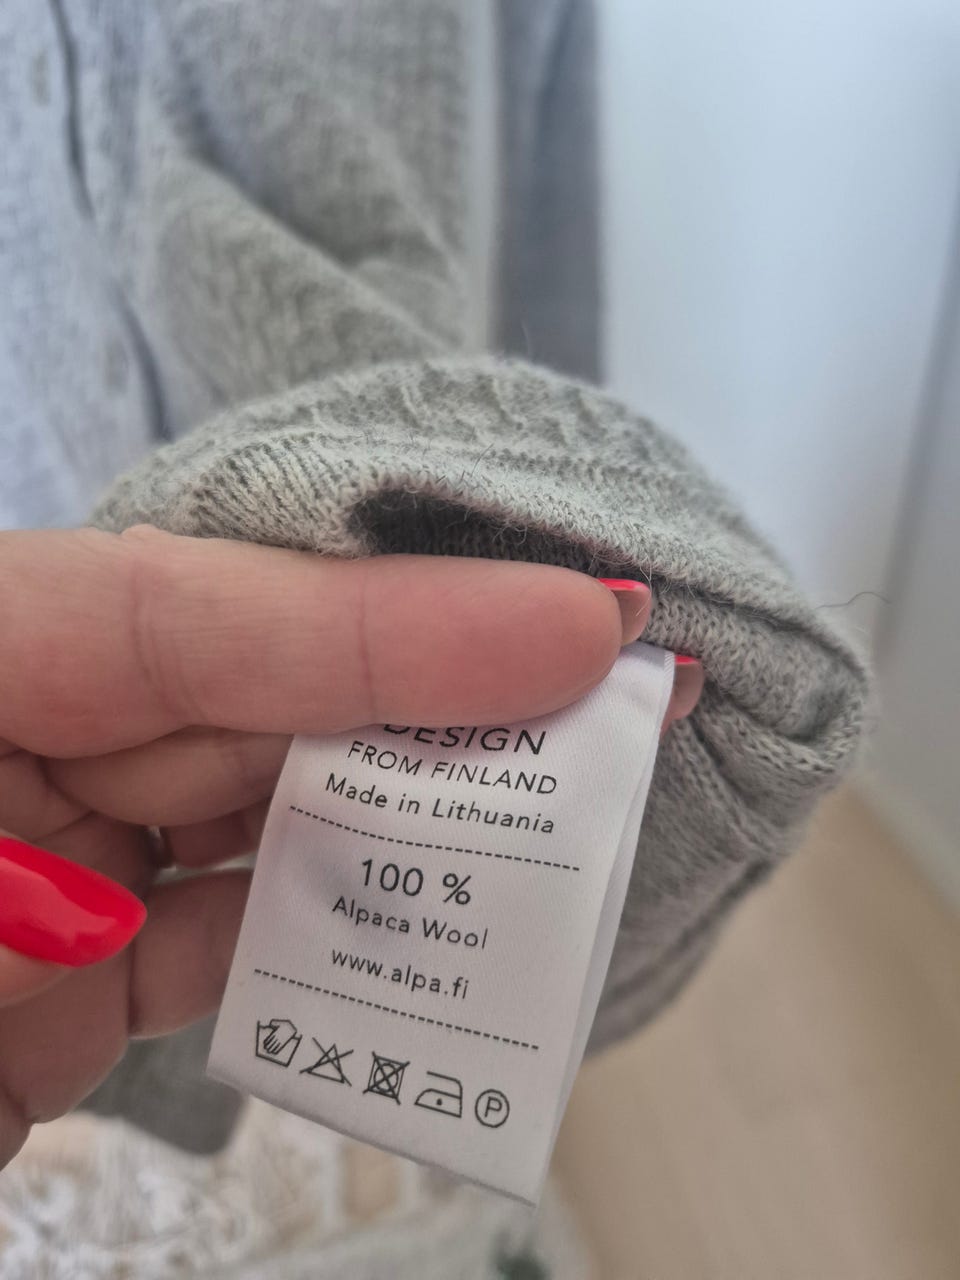 DESIGN
FROM FINLAND
Made in Lithuania
100 %
Alpaca Wool
www.alpa.fi
P